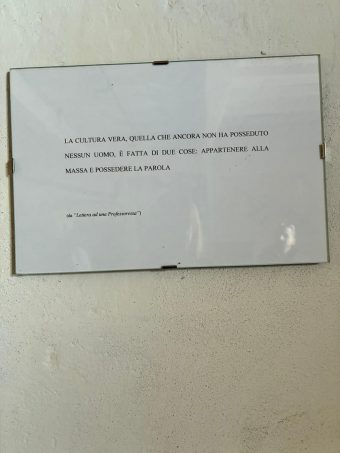 LA CULTURA VERA, QUELLA CHE ANCORA NON HA POSSEDUTO
NESSUN UOMO, È FATTA DI DUE COSE: APPARTENERE ALLA
MASSA E POSSEDERE LA PAROLA
(da "Lettera ad una Professoressa")